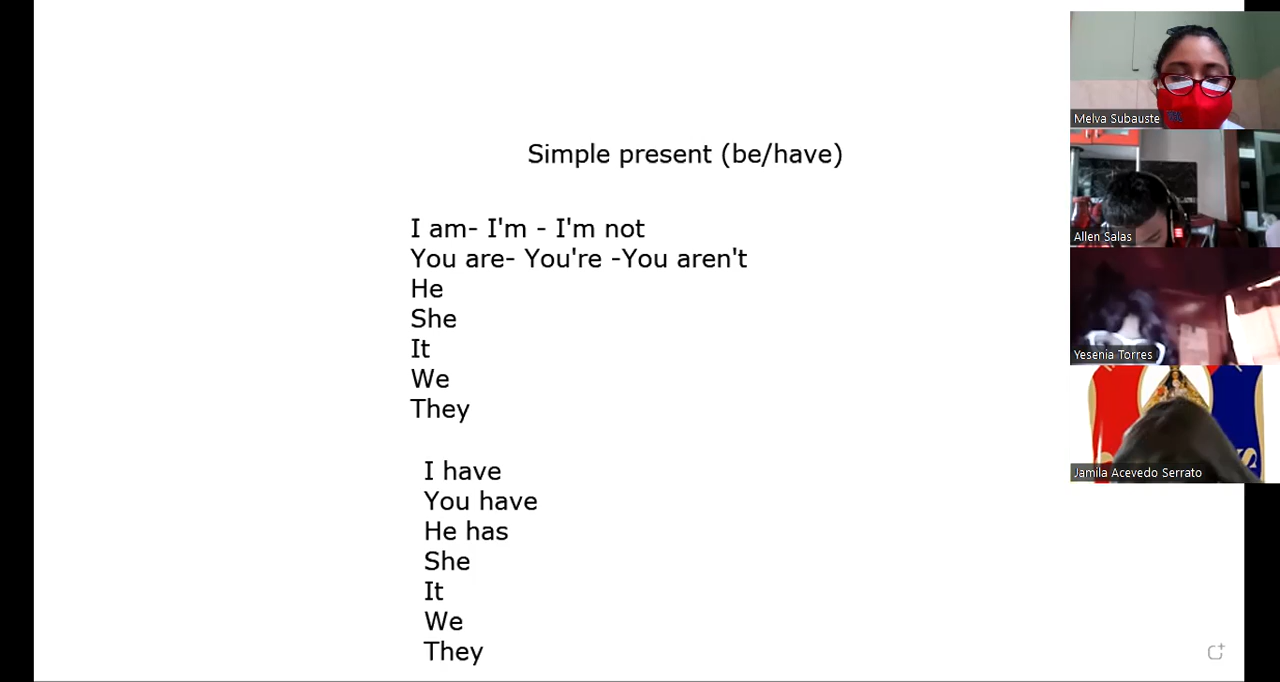 Simple present (be/have)
I am- I'm - I'm not
You are- You're -You aren't
He
She
It
We
They
I have
You have
He has
She
It
We
They
Melva Subauste
Allen Salas
Yesenia Torres
Jamila Acevedo Serrato